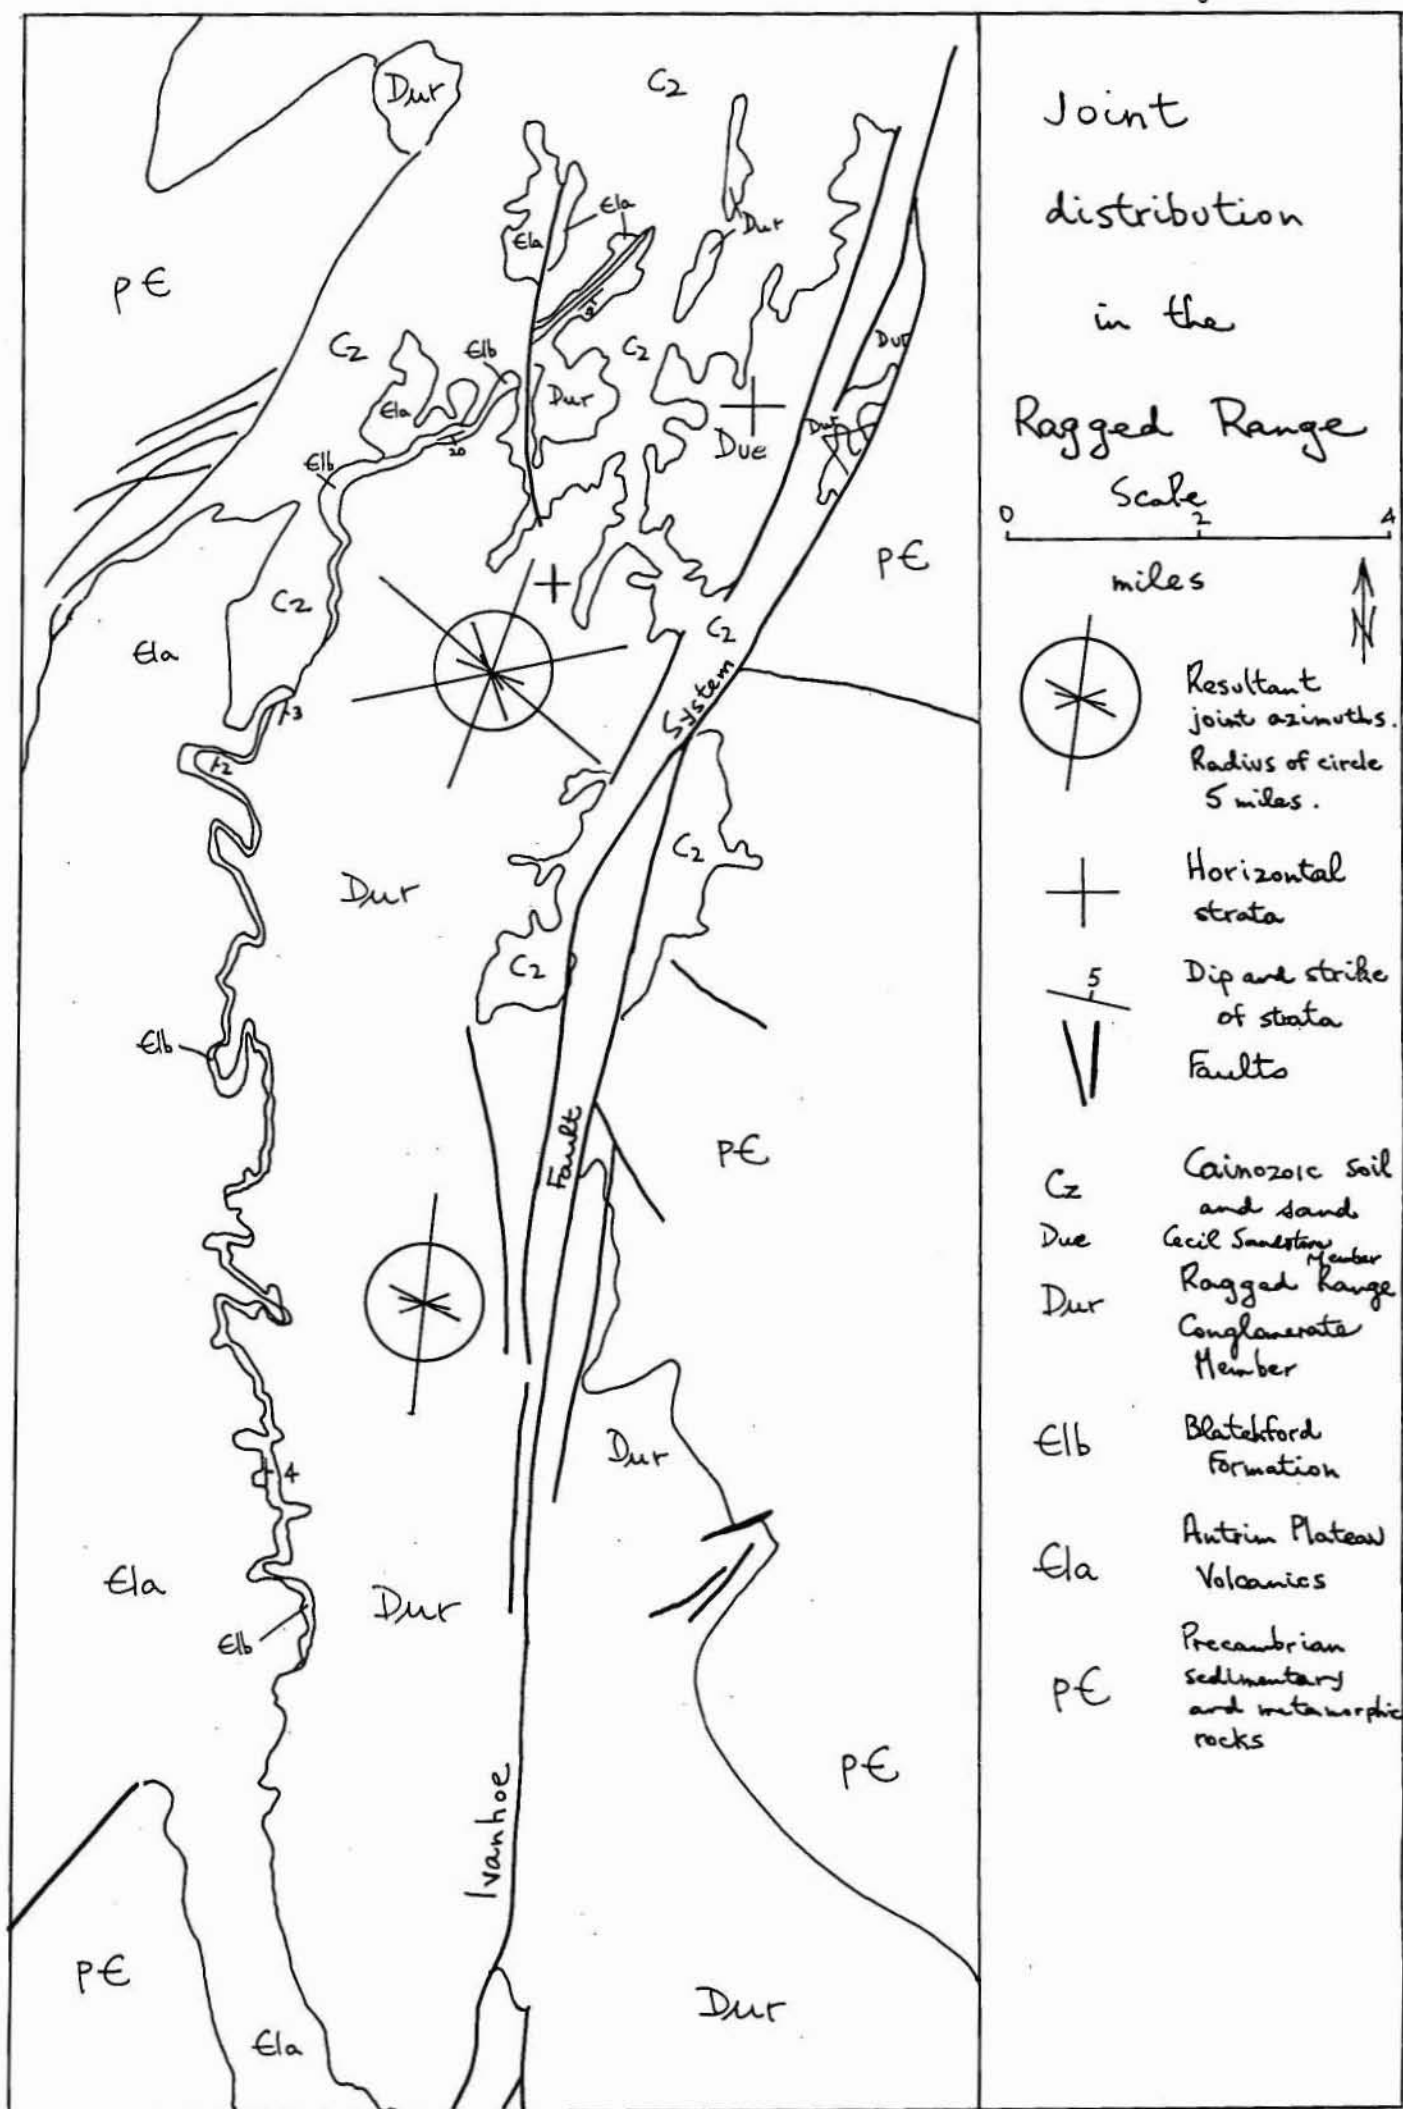 Joint
distribution
in the
Ragged Range
Scale
0 2 4
miles
N
Resultant
joint azimuths.
Radius of circle
5 miles.
Horizontal
strata
5
Dip and strike
of strata
Faults
Cz
Cainozoic soil
and sand
Due
Cecil Sandstone
Member
Dur
Ragged Range
Conglomerate
Member
Єlb
Blatchford
Formation
Єla
Antrim Plateau
Volcanics
pЄ
Precambrian
sedimentary
and metamorphic
rocks
Dur
Cz
Єla
Єla
Dur
pЄ
Cz
Єlb
Cz
Dur
Єla
Dur
Dur
Due
20
Єlb
pЄ
Cz
Cz
Єla
System
3
2
Cz
Dur
Cz
Єlb
Fault
pЄ
Dur
4
Єla
Dur
Єlb
pЄ
Ivanhoe
pЄ
Dur
Єla